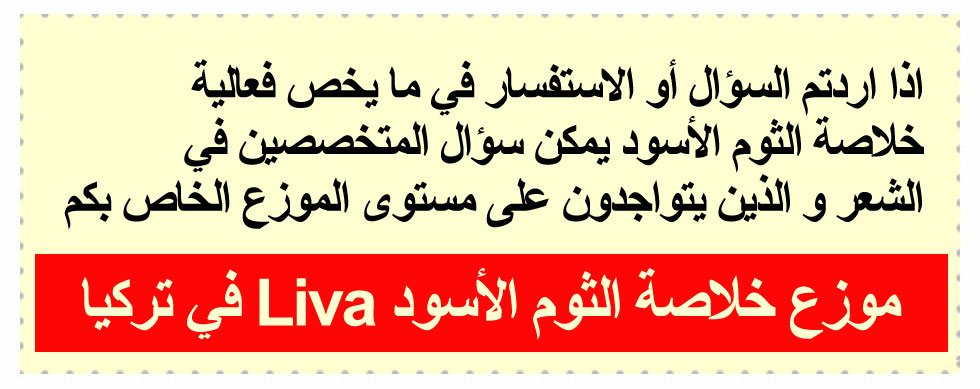 اذا اردتم السؤال أو الاستفسار في ما يخص فعالية
خلاصة الثوم الأسود يمكن سؤال المتخصصين في
الشعر و الذين يتواجدون على مستوى الموزع الخاص بكم
موزع خلاصة الثوم الأسود Liva في تركيا